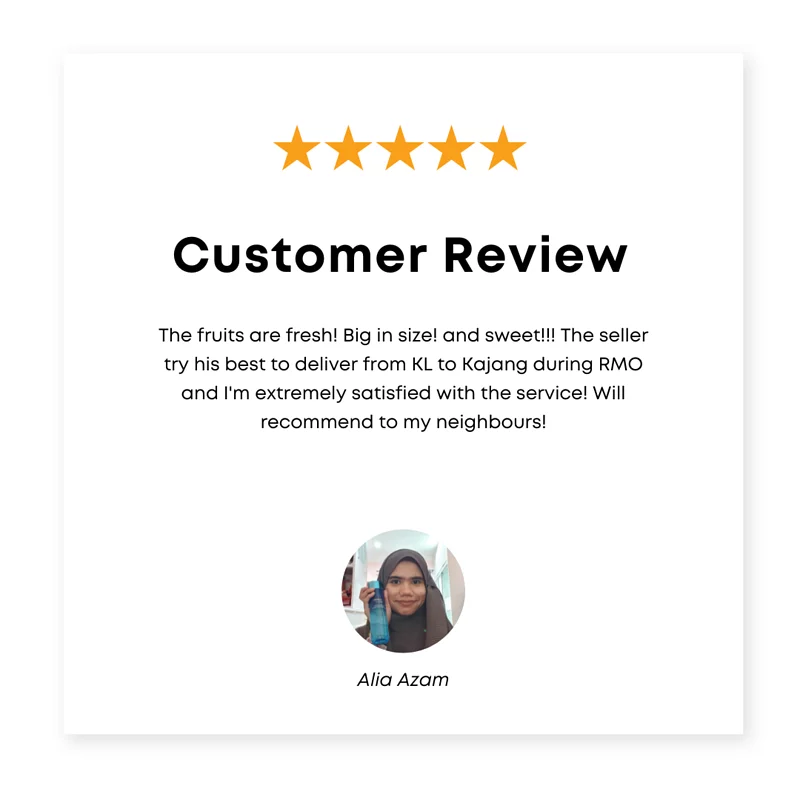 Customer Review
The fruits are fresh! Big in size! and sweet!!! The seller
try his best to deliver from KL to Kajang during RMO
and I'm extremely satisfied with the service! Will
recommend to my neighbours!
Alia Azam